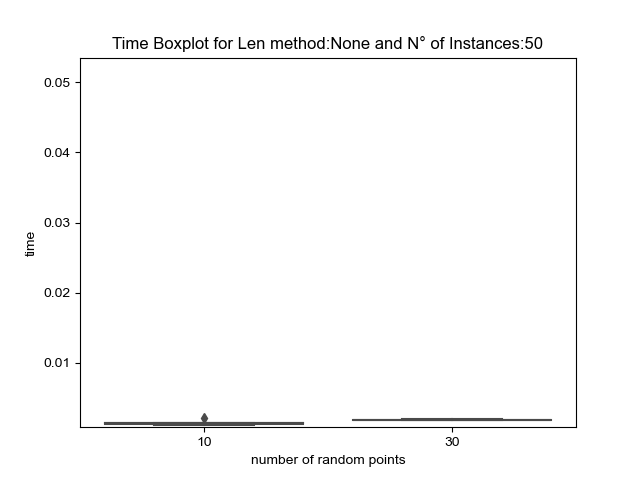 Time Boxplot for Len method:None and N° of Instances:50
0.05
0.04
0.03
0.02
0.01
time
10
30
number of random points